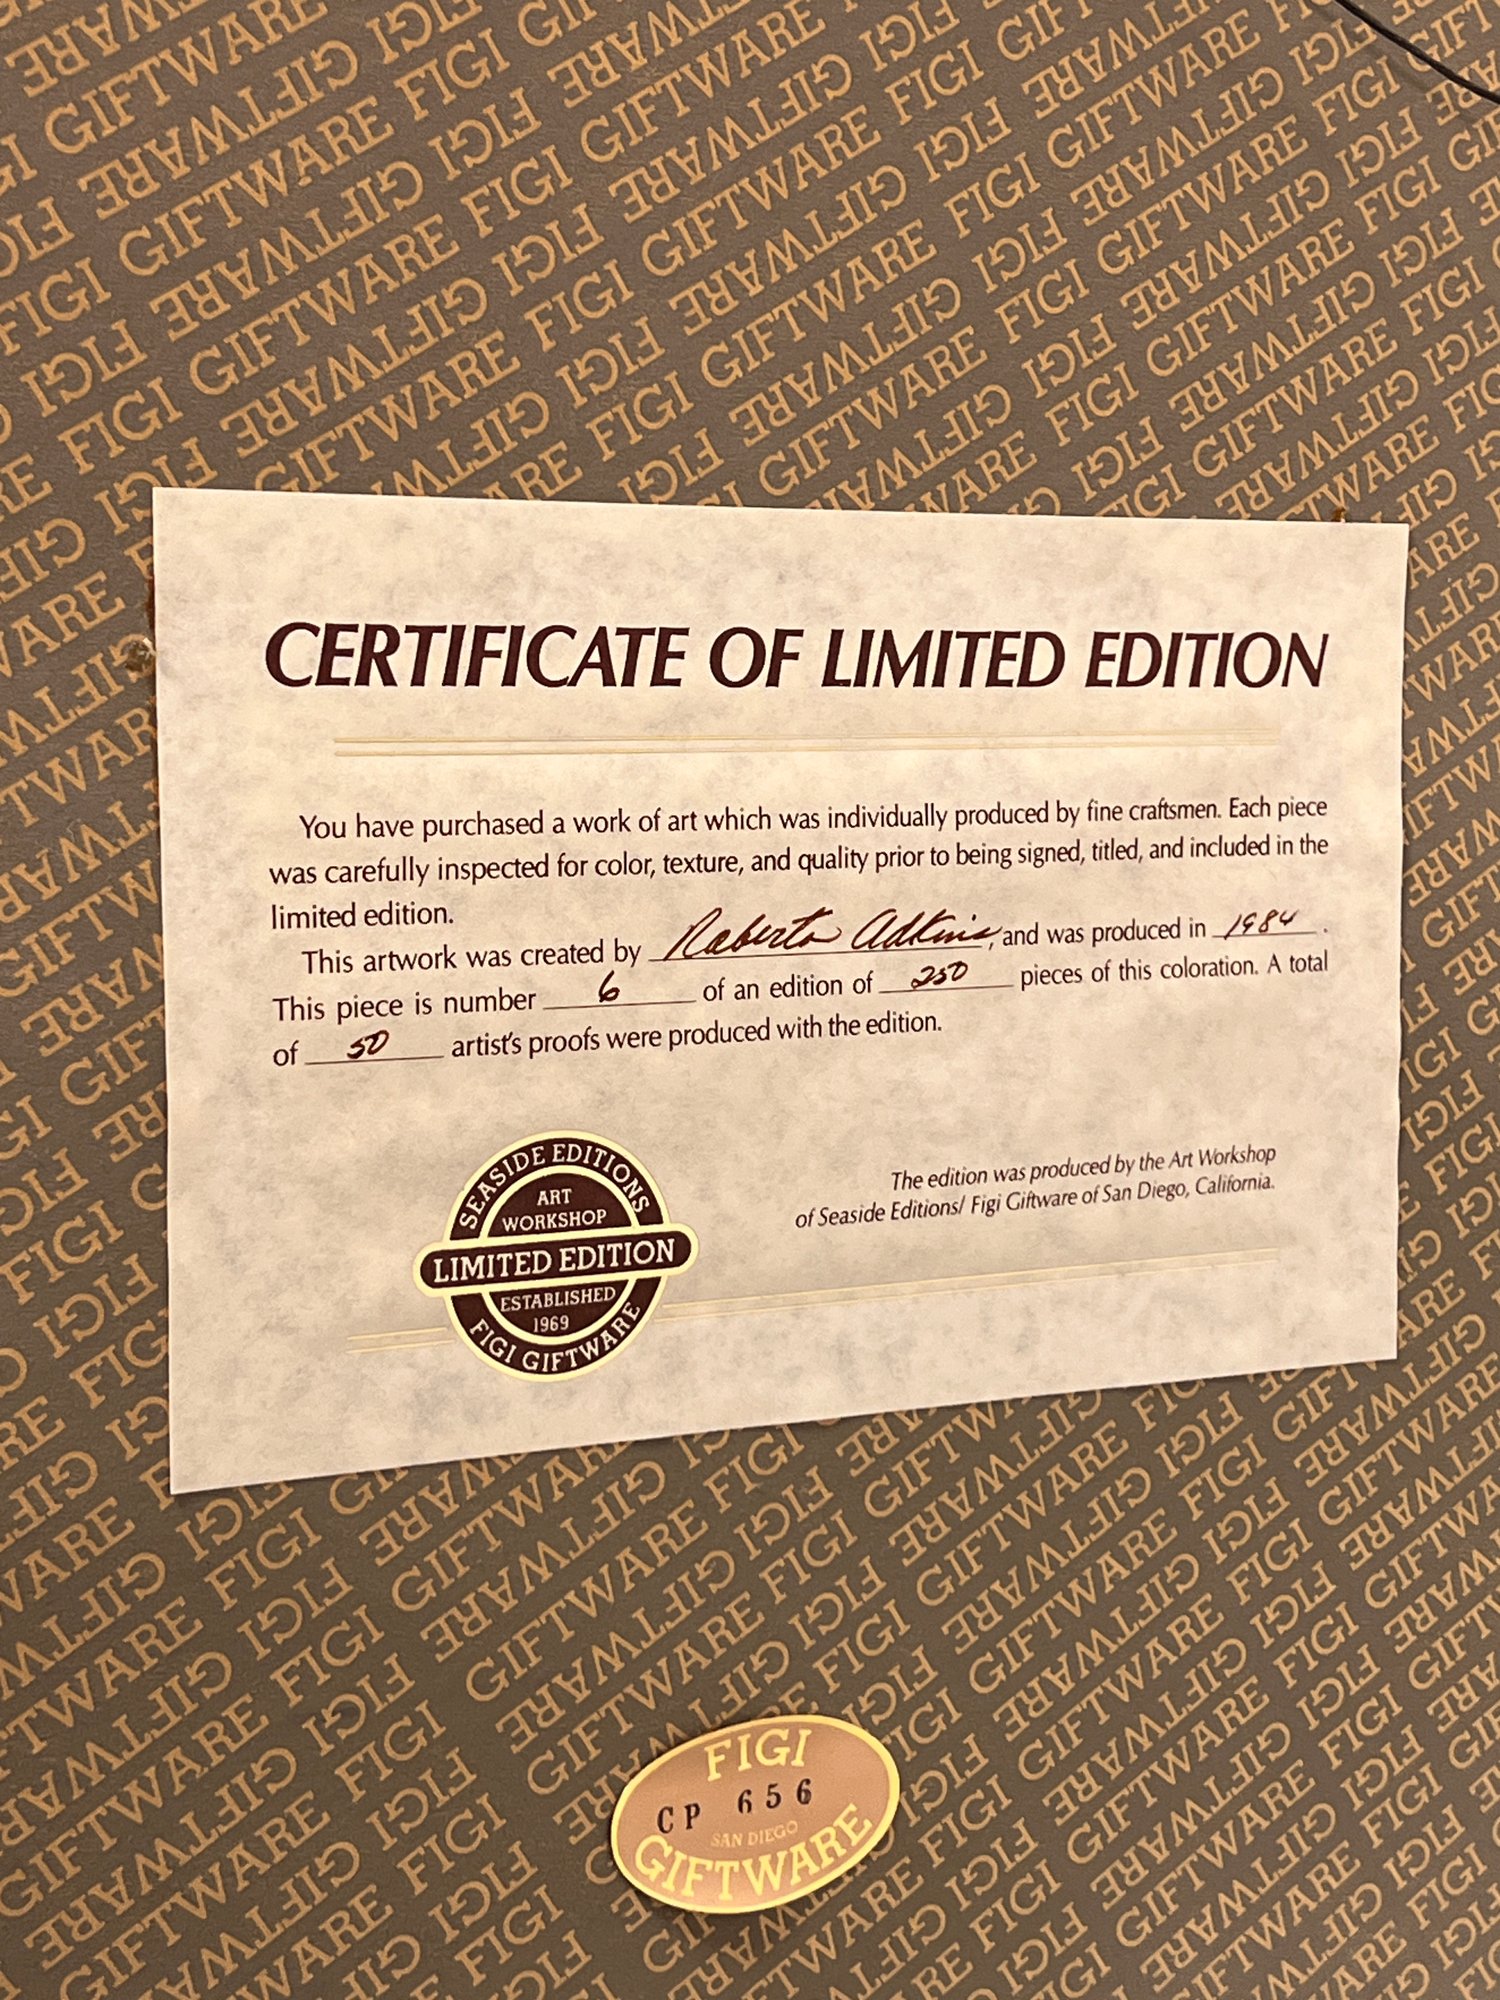 CERTIFICATE OF LIMITED EDITION
You have purchased a work of art which was individually produced by fine craftsmen. Each piece
was carefully inspected for color, texture, and quality prior to being signed, titled, and included in the
limited edition.
This artwork was created by Roberta Adkins, and was produced in 1984.
This piece is number 6 of an edition of 250 pieces of this coloration. A total
of 50 artist's proofs were produced with the edition.
SEASIDE EDITIONS
ART
WORKSHOP
LIMITED EDITION
ESTABLISHED
1969
FIGI GIFTWARE
The edition was produced by the Art Workshop
of Seaside Editions/ Figi Giftware of San Diego, California.
FIGI
CP 656
SAN DIEGO
GIFTWARE
FIGI GIFTWARE FIGI GIFTWARE